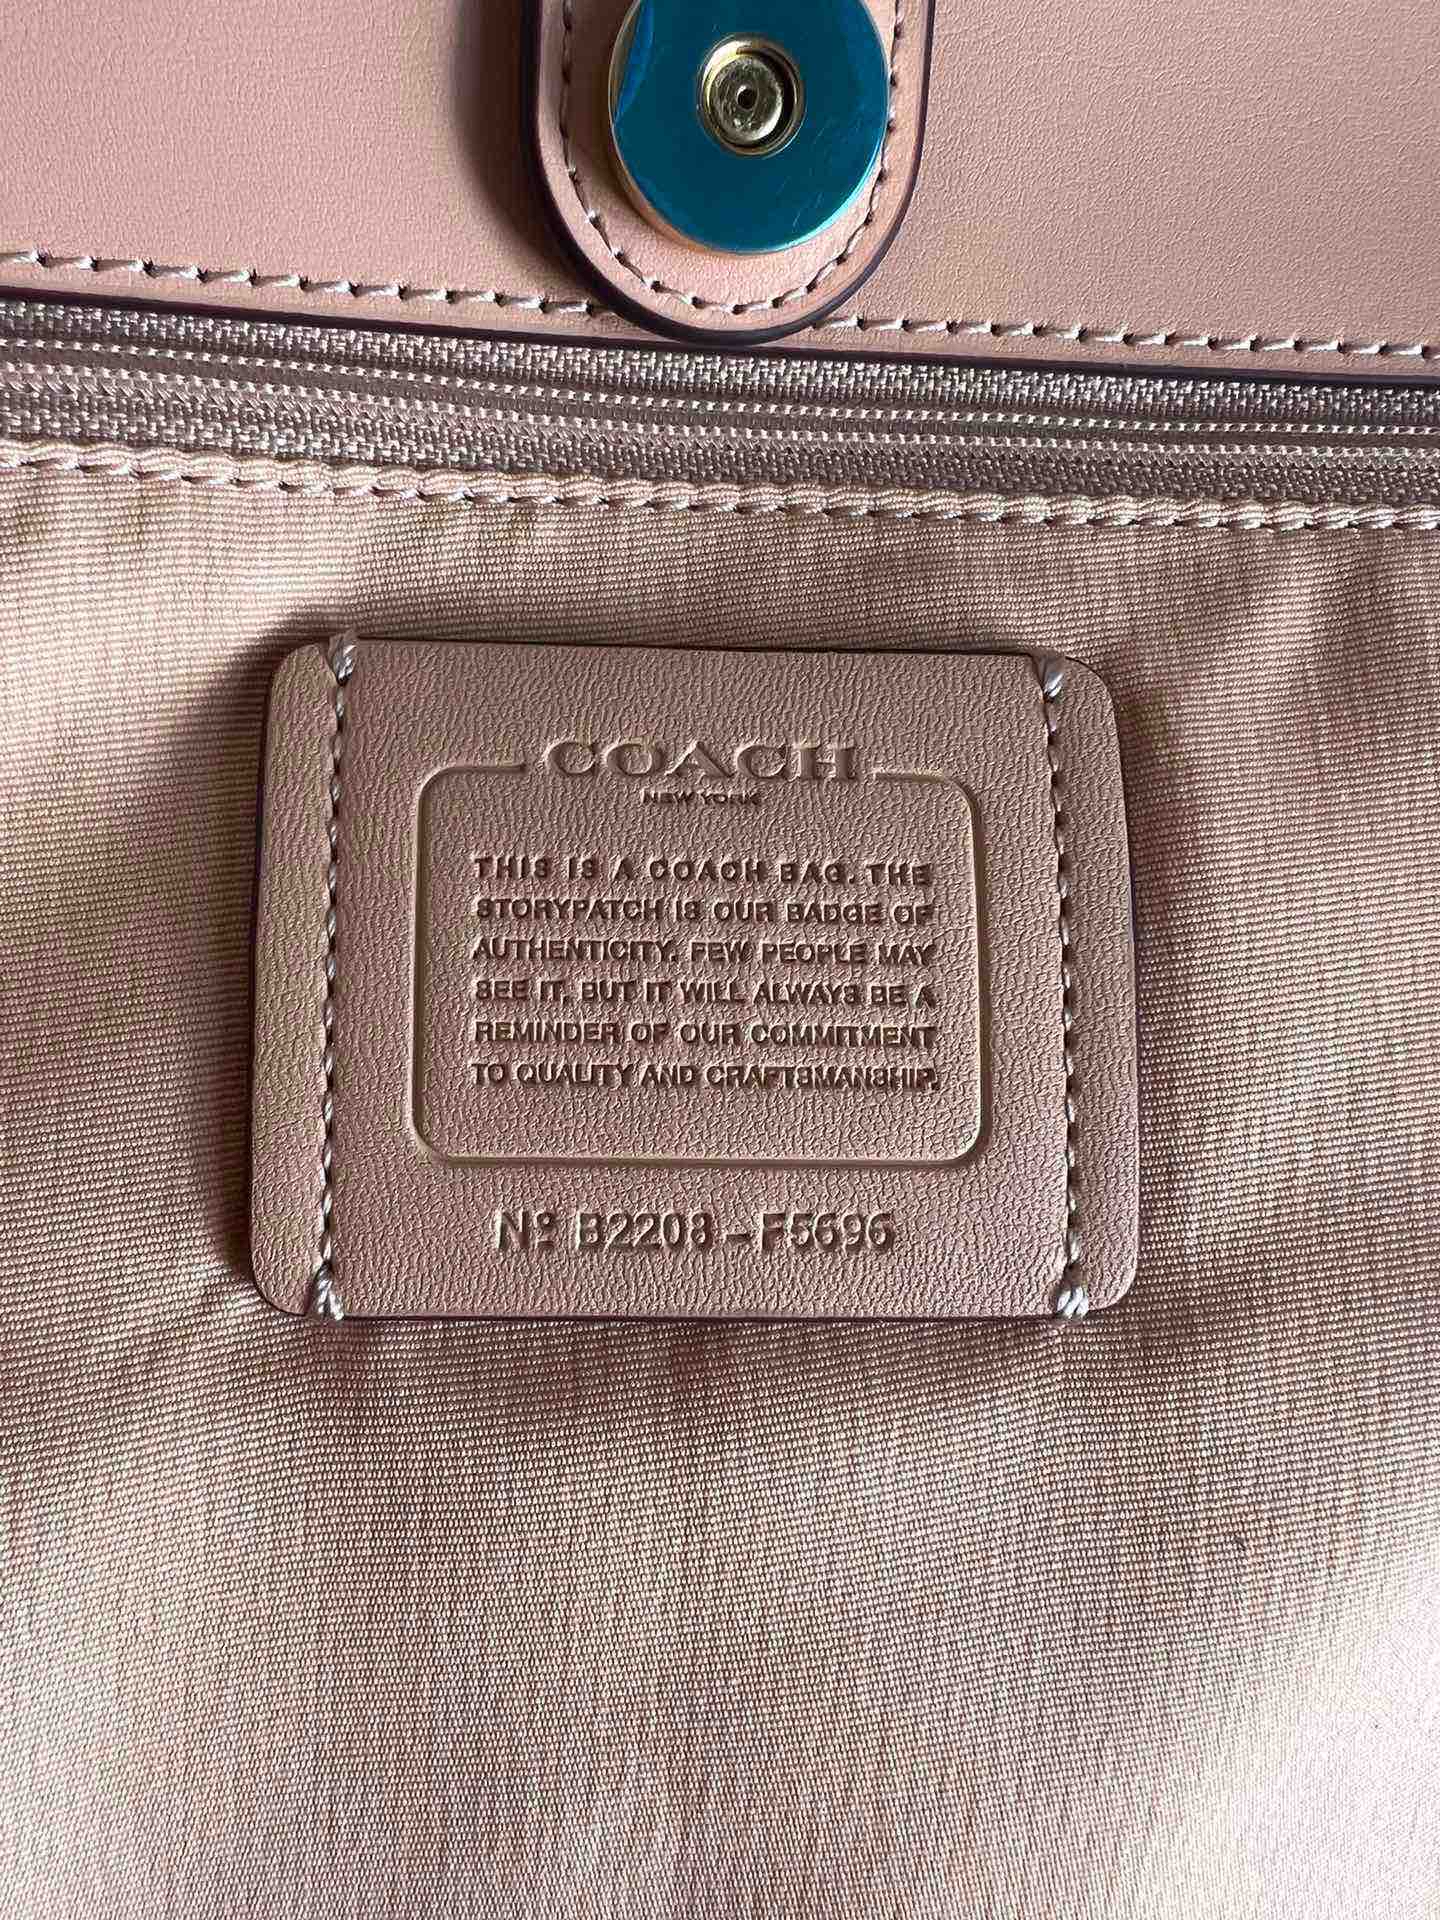 COACH
NEW YORK
THIS IS A COACH BAG. THE
STORYPATCH IS OUR BADGE OF
AUTHENTICITY. FEW PEOPLE MAY
SEE IT, BUT IT WILL ALWAYS BE A
REMINDER OF OUR COMMITMENT
TO QUALITY AND CRAFTSMANSHIP.
Nº B2208-F5696